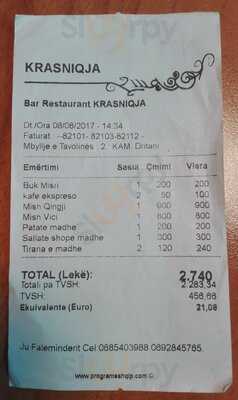 KRASNIQJA
Bar Restaurant KRASNIQJA
Dt./Ora 08/08/2017 - 14:34
Faturat : -82101- 82103-82112 -
Mbyllje e Tavolines : 2 KAM. Dritani
Emërtimi Sasia Çmimi Vlera
Buk Misri 1 200 200
kafe ekspreso 2 50 100
Mish Qingji 1 900 900
Mish Vici 1 600 600
Patate madhe 1 200 200
Sallate shope madhe 1 300 300
Tirana e madhe 2 120 240
TOTAL (Lekë): 2.740
Totali pa TVSH: 2.283,34
TVSH: 456,66
Ekuivalente (Euro) 21,08
Ju Faleminderit Cel:0685403988 0692845765
www.programeshqip.com